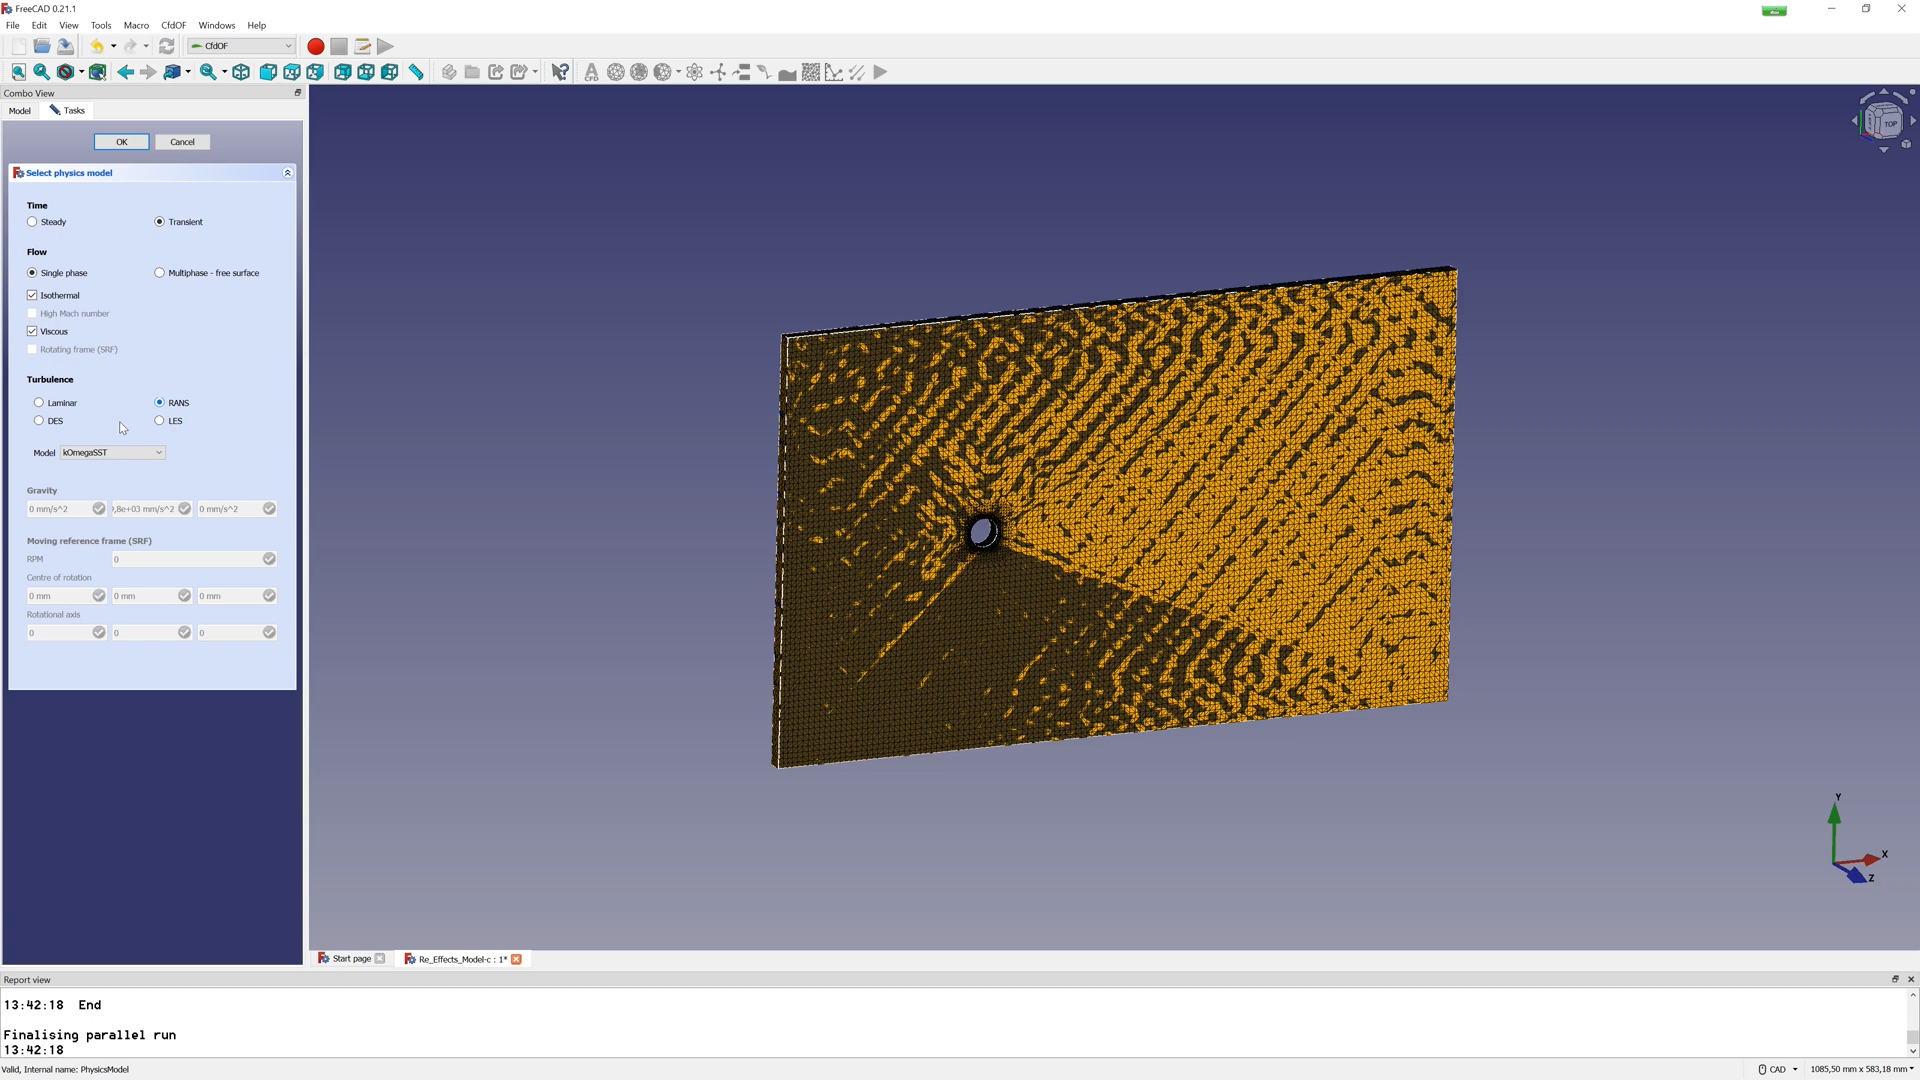 FreeCAD 0.21.1
File Edit View Tools Macro CfdOF Windows Help
CfdOF
CFD
Combo View
Model Tasks
OK Cancel
Select physics model
Time
Steady Transient
Flow
Single phase Multiphase - free surface
Isothermal
High Mach number
Viscous
Rotating frame (SRF)
Turbulence
Laminar RANS
DES LES
Model kOmegaSST
Gravity
0 mm/s^2 ,8e+03 mm/s^2 0 mm/s^2
Moving reference frame (SRF)
RPM 0
Centre of rotation
0 mm 0 mm 0 mm
Rotational axis
0 0 0
TOP
Y
X
Z
Start page Re_Effects_Model-c : 1*
Report view
13:42:18 End
Finalising parallel run
13:42:18
Valid, Internal name: PhysicsModel
CAD 1085,50 mm x 583,18 mm